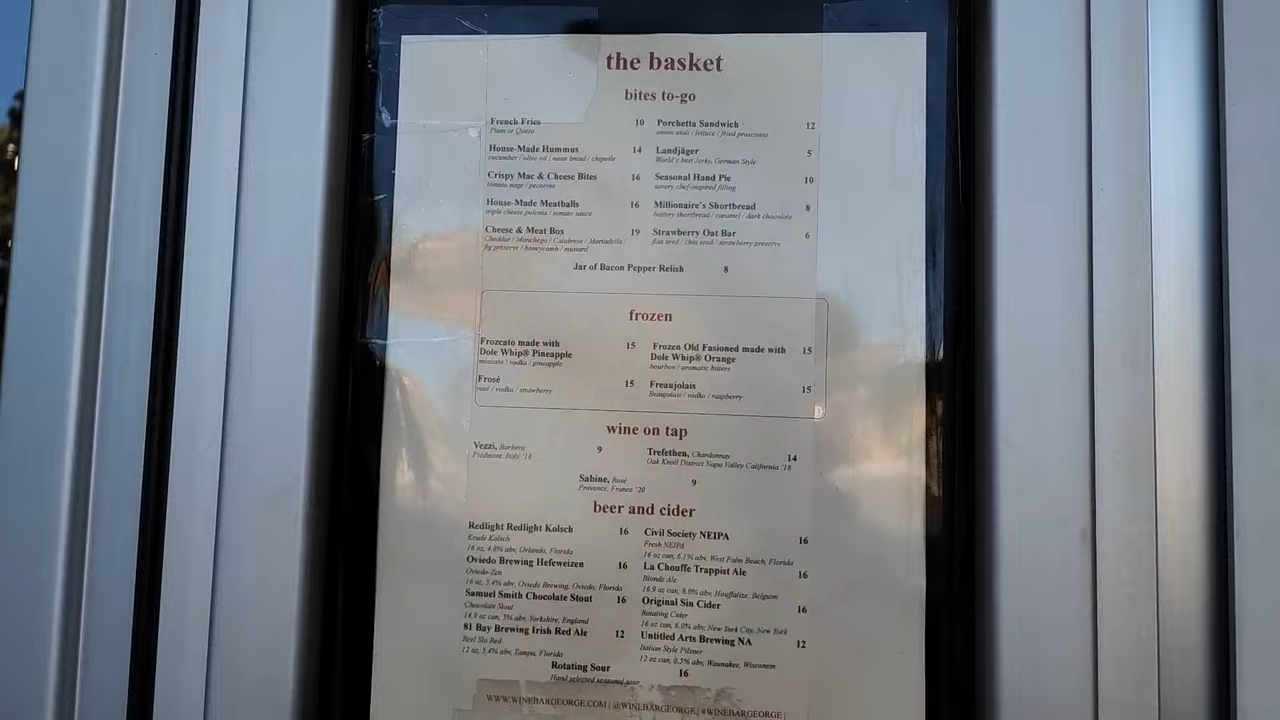 the basket
bites to-go
French Fries 10
Plain or Queso
House-Made Hummus 14
cucumber / olive oil / naan bread / chipotle
Crispy Mac & Cheese Bites 16
tomato nage / pecorino
House-Made Meatballs 16
triple cheese polenta / tomato sauce
Cheese & Meat Box 19
Cheddar / Manchego / Calabrese / Mortadella /
fig preserve / honeycomb / mustard
Porchetta Sandwich 12
onion aioli / lettuce / fried prosciutto
Landjäger 5
World's best Jerky, German Style
Seasonal Hand Pie 10
savory chef-inspired filling
Millionaire's Shortbread 8
buttery shortbread / caramel / dark chocolate
Strawberry Oat Bar 6
flax seed / chia seed / strawberry preserve
Jar of Bacon Pepper Relish 8
frozen
Frozcato made with 15
Dole Whip® Pineapple
moscato / vodka / pineapple
Frosé 15
rosé / vodka / strawberry
Frozen Old Fasioned made with 15
Dole Whip® Orange
bourbon / aromatic bitters
Freaujolais 15
Beaujolais / vodka / raspberry
wine on tap
Vezzi, Barbera 9
Piedmont, Italy '18
Trefethen, Chardonnay 14
Oak Knoll District Napa Valley California '18
Sabine, Rosé 9
Provence, France '20
beer and cider
Redlight Redlight Kolsch 16
Krude Kolsch
16 oz, 4.8% abv, Orlando, Florida
Oviedo Brewing Hefeweizen 16
Oviedo-Zen
16 oz, 5.4% abv, Oviedo Brewing, Oviedo, Florida
Samuel Smith Chocolate Stout 16
Chocolate Stout
14.9 oz can, 5% abv, Yorkshire, England
81 Bay Brewing Irish Red Ale 12
Reel Slo Red
12 oz, 5.4% abv, Tampa, Florida
Civil Society NEIPA 16
Fresh NEIPA
16 oz can, 6.1% abv, West Palm Beach, Florida
La Chouffe Trappist Ale 16
Blonde Ale
16.9 oz can, 8.0% abv, Houffalize, Belgium
Original Sin Cider 16
Rotating Cider
16 oz can, 6.0% abv, New York City, New York
Untitled Arts Brewing NA 12
Italian Style Pilsner
12 oz can, 0.5% abv, Waunakee, Wisconsin
Rotating Sour 16
Hand selected seasonal sour
WWW.WINEBARGEORGE.COM | @WINEBARGEORGE | #WINEBARGEORGE |